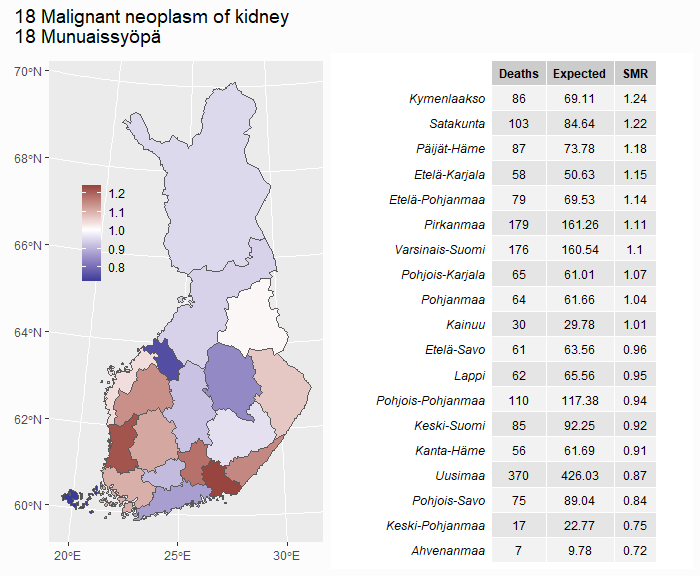 18 Malignant neoplasm of kidney
18 Munuaissyöpä
70°N
68°N
66°N
64°N
62°N
60°N
20°E 25°E 30°E
1.2
1.1
1.0
0.9
0.8
Deaths Expected SMR
Kymenlaakso 86 69.11 1.24
Satakunta 103 84.64 1.22
Päijät-Häme 87 73.78 1.18
Etelä-Karjala 58 50.63 1.15
Etelä-Pohjanmaa 79 69.53 1.14
Pirkanmaa 179 161.26 1.11
Varsinais-Suomi 176 160.54 1.1
Pohjois-Karjala 65 61.01 1.07
Pohjanmaa 64 61.66 1.04
Kainuu 30 29.78 1.01
Etelä-Savo 61 63.56 0.96
Lappi 62 65.56 0.95
Pohjois-Pohjanmaa 110 117.38 0.94
Keski-Suomi 85 92.25 0.92
Kanta-Häme 56 61.69 0.91
Uusimaa 370 426.03 0.87
Pohjois-Savo 75 89.04 0.84
Keski-Pohjanmaa 17 22.77 0.75
Ahvenanmaa 7 9.78 0.72